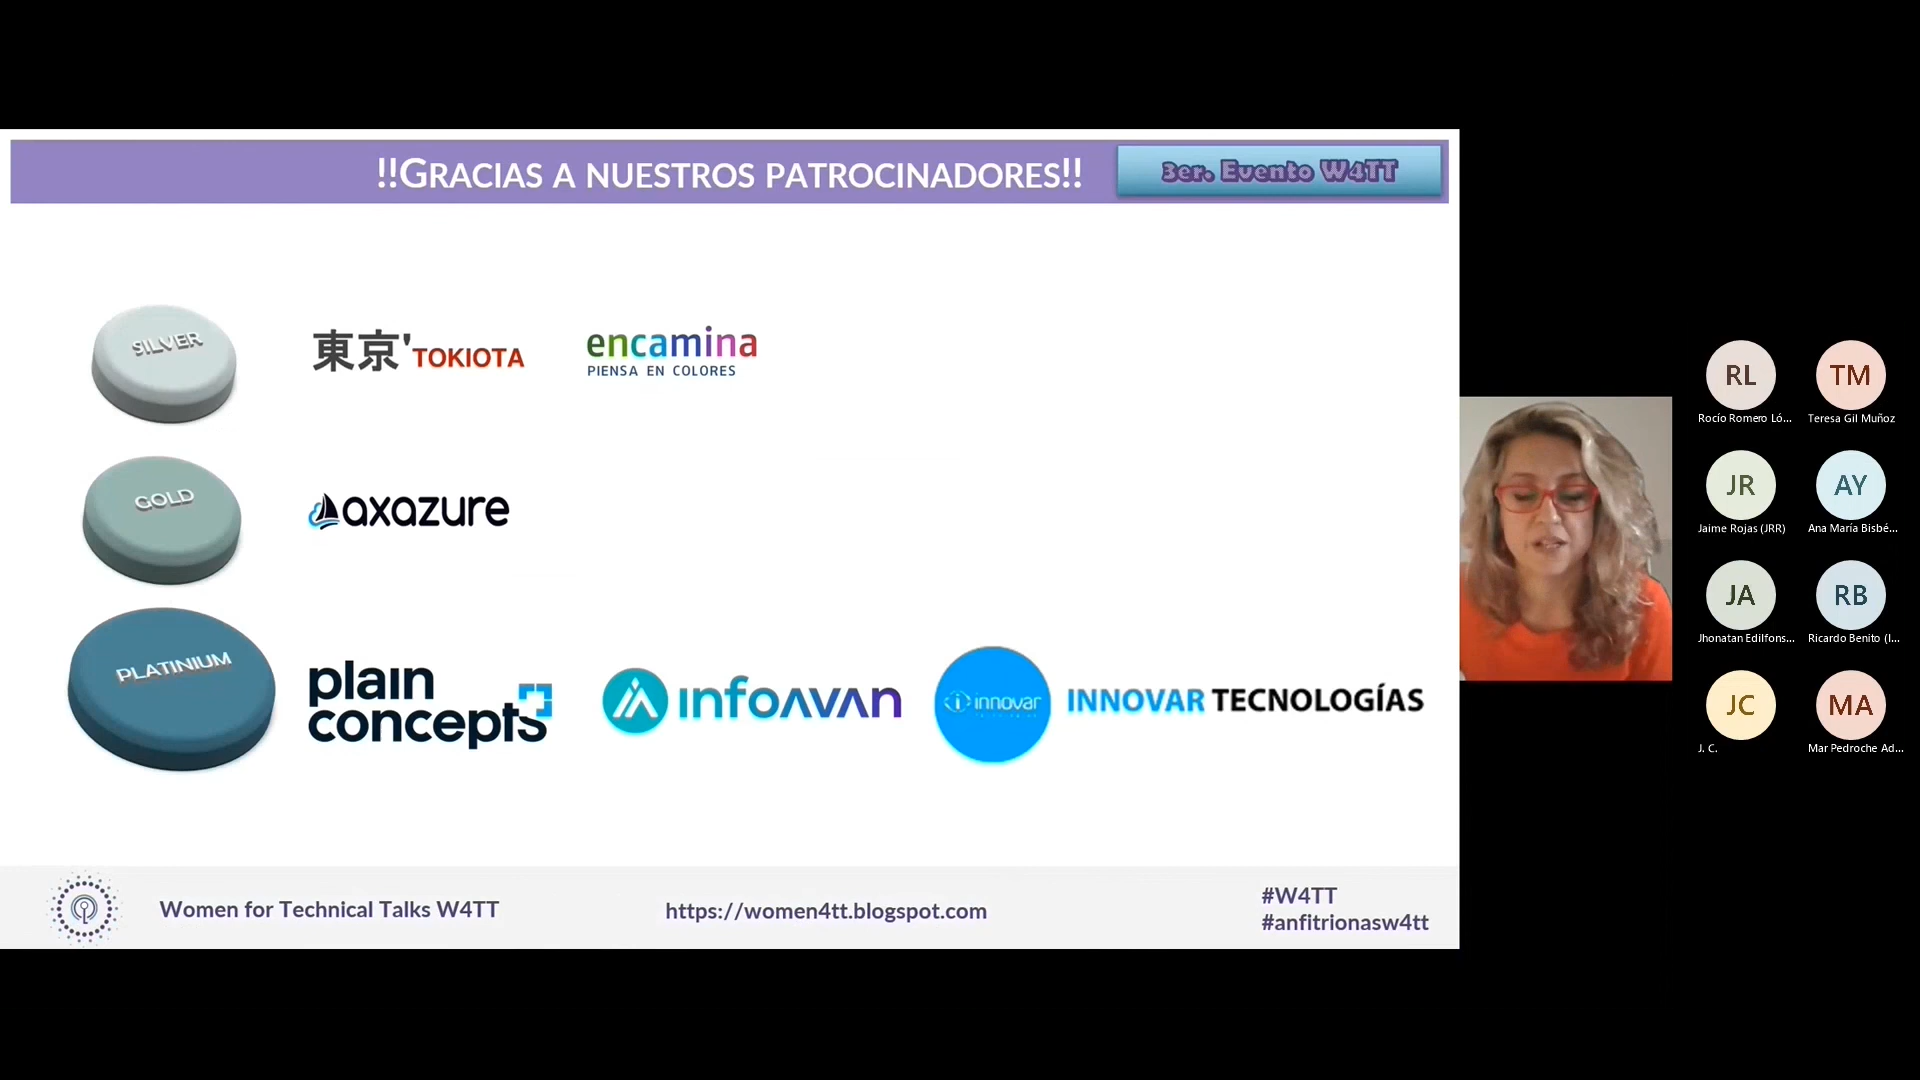 !!GRACIAS A NUESTROS PATROCINADORES!!
3er. Evento W4TT
SILVER
東京'TOKIOTA
encamina
PIENSA EN COLORES
GOLD
axazure
PLATINIUM
plain
concepts
infoavan
innovar
INNOVAR TECNOLOGÍAS
Women for Technical Talks W4TT
https://women4tt.blogspot.com
#W4TT
#anfitrionasw4tt
RL
TM
Rocío Romero Ló...
Teresa Gil Muñoz
JR
AY
Jaime Rojas (JRR)
Ana María Bisbé...
JA
RB
Jhonatan Edilfons...
Ricardo Benito (I...
JC
MA
J. C.
Mar Pedroche Ad...